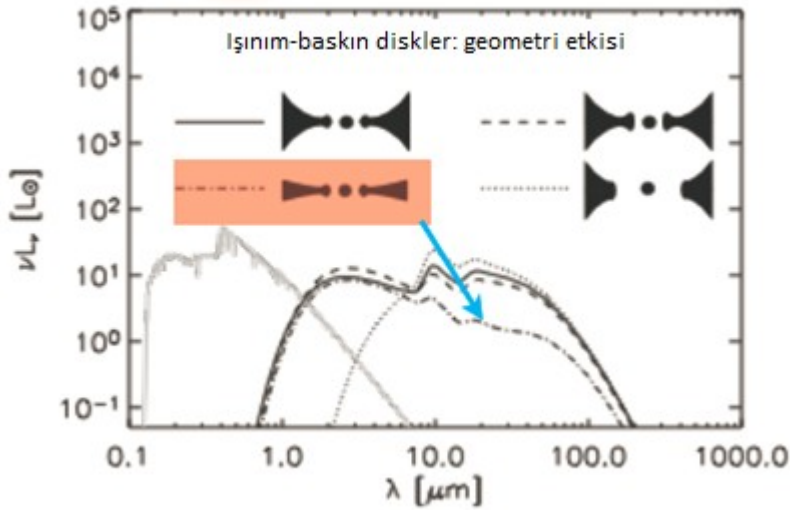 Işınım-baskın diskler: geometri etkisi
10⁵
10⁴
10³
10²
10¹
10⁰
10⁻¹
νLᵥ [L⊙]
0.1 1.0 10.0 100.0 1000.0
λ [μm]